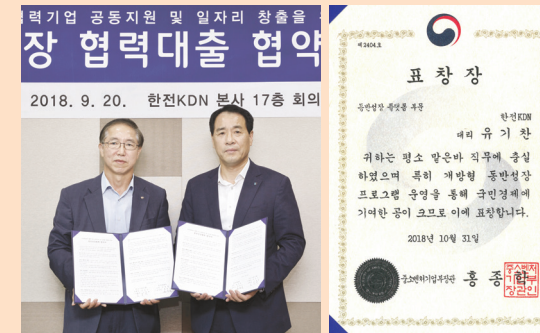 력기업 공동지원 및 일자리 창출을
장 협력대출 협약
2018. 9. 20. 한전KDN 본사 17층 회의
제2404호
표 창 장
동반성장 플랫폼 부문
한전KDN
대리 유 기 찬
귀하는 평소 맡은바 직무에 충실
하였으며 특히 개방형 동반성장
프로그램 운영을 통해 국민경제에
기여한 공이 크므로 이에 표창합니다.
2018년 10월 31일
중소벤처기업부장관 홍 종 학